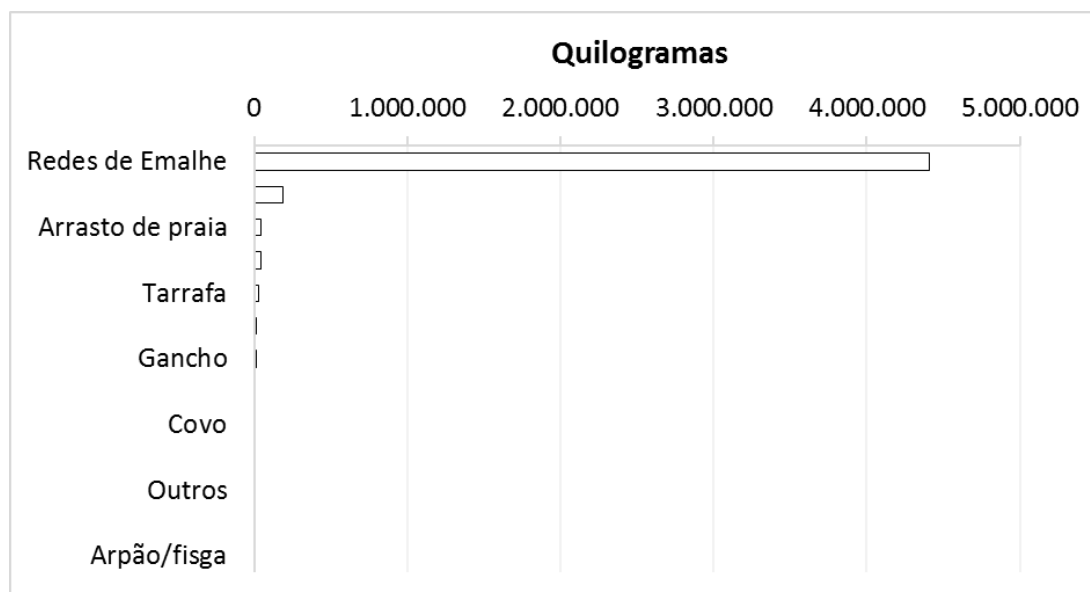 Quilogramas
0 1.000.000 2.000.000 3.000.000 4.000.000 5.000.000
Redes de Emalhe
Arrasto de praia
Tarrafa
Gancho
Covo
Outros
Arpão/fisga